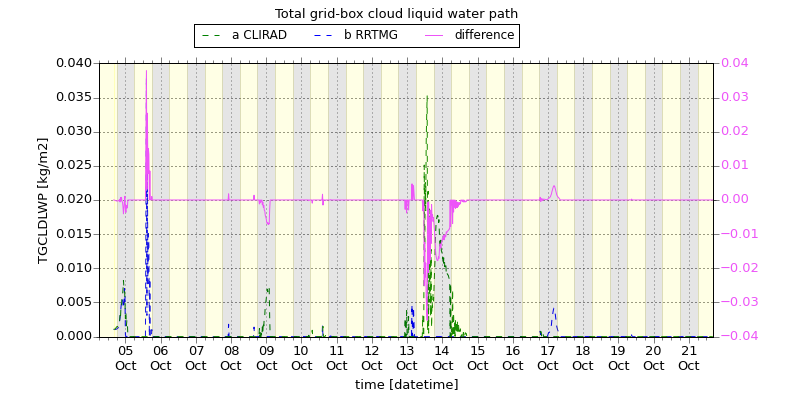 Total grid-box cloud liquid water path
a CLIRAD b RRTMG difference
0.040 0.04
0.035 0.03
0.030 0.02
0.025 0.01
0.020 0.00
0.015 −0.01
0.010 −0.02
0.005 −0.03
0.000 −0.04
TGCLDLWP [kg/m2]
05 06 07 08 09 10 11 12 13 14 15 16 17 18 19 20 21
Oct Oct Oct Oct Oct Oct Oct Oct Oct Oct Oct Oct Oct Oct Oct Oct Oct
time [datetime]